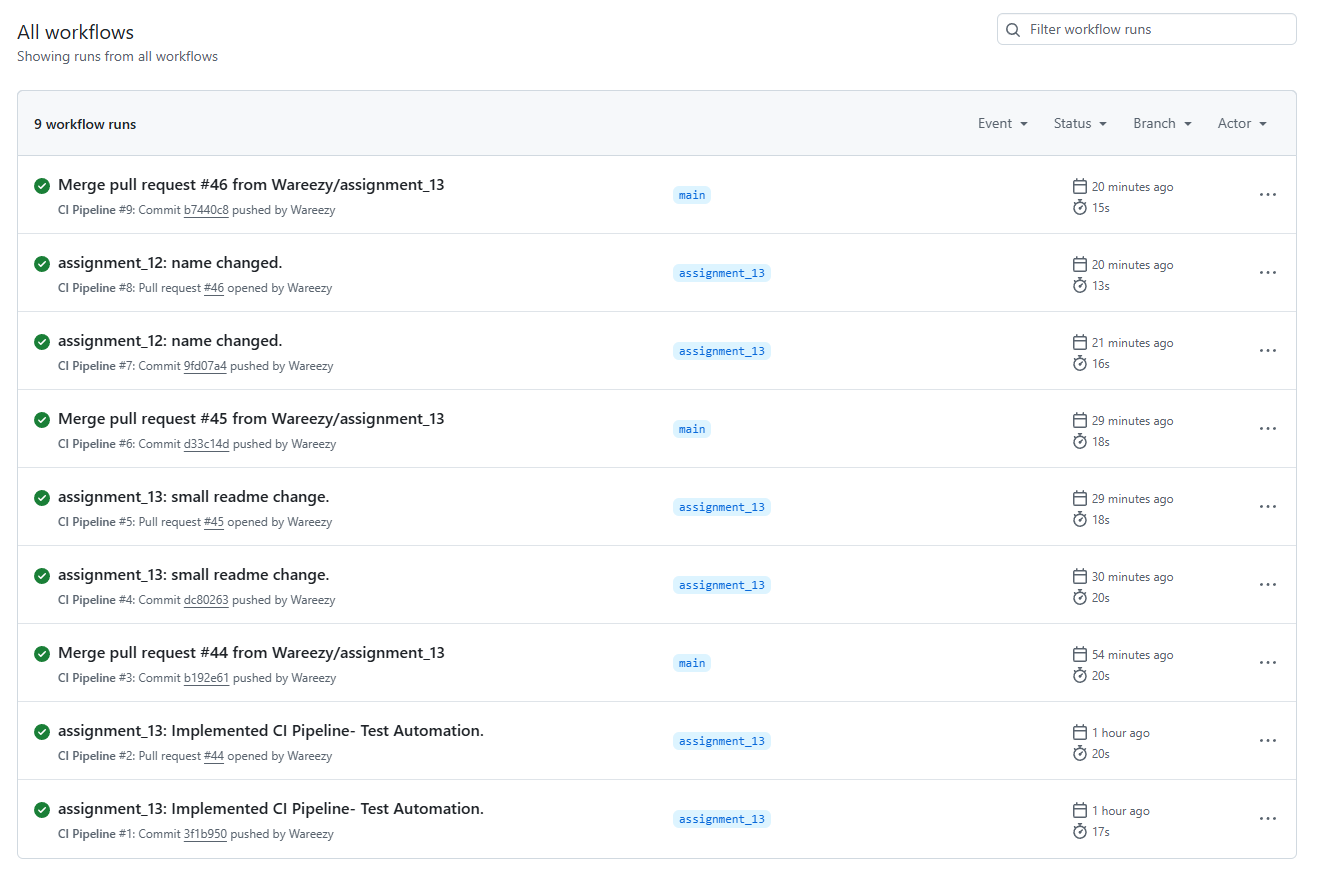 All workflows
Showing runs from all workflows
Filter workflow runs
9 workflow runs
Event
Status
Branch
Actor
Merge pull request #46 from Wareezy/assignment_13
CI Pipeline #9: Commit b7440c8 pushed by Wareezy
main
20 minutes ago
15s
assignment_12: name changed.
CI Pipeline #8: Pull request #46 opened by Wareezy
assignment_13
20 minutes ago
13s
assignment_12: name changed.
CI Pipeline #7: Commit 9fd07a4 pushed by Wareezy
assignment_13
21 minutes ago
16s
Merge pull request #45 from Wareezy/assignment_13
CI Pipeline #6: Commit d33c14d pushed by Wareezy
main
29 minutes ago
18s
assignment_13: small readme change.
CI Pipeline #5: Pull request #45 opened by Wareezy
assignment_13
29 minutes ago
18s
assignment_13: small readme change.
CI Pipeline #4: Commit dc80263 pushed by Wareezy
assignment_13
30 minutes ago
20s
Merge pull request #44 from Wareezy/assignment_13
CI Pipeline #3: Commit b192e61 pushed by Wareezy
main
54 minutes ago
20s
assignment_13: Implemented CI Pipeline- Test Automation.
CI Pipeline #2: Pull request #44 opened by Wareezy
assignment_13
1 hour ago
20s
assignment_13: Implemented CI Pipeline- Test Automation.
CI Pipeline #1: Commit 3f1b950 pushed by Wareezy
assignment_13
1 hour ago
17s